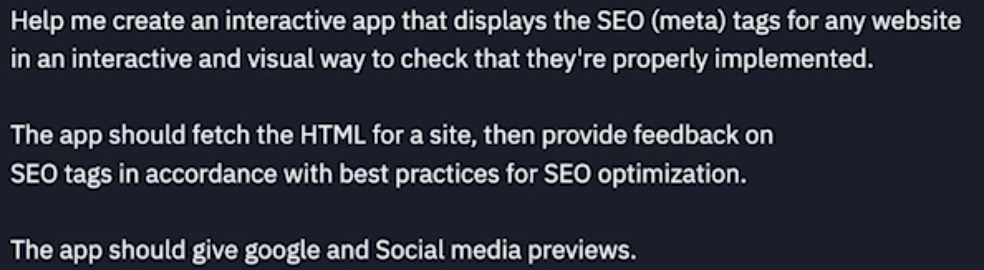 Help me create an interactive app that displays the SEO (meta) tags for any website
in an interactive and visual way to check that they're properly implemented.
The app should fetch the HTML for a site, then provide feedback on
SEO tags in accordance with best practices for SEO optimization.
The app should give google and Social media previews.